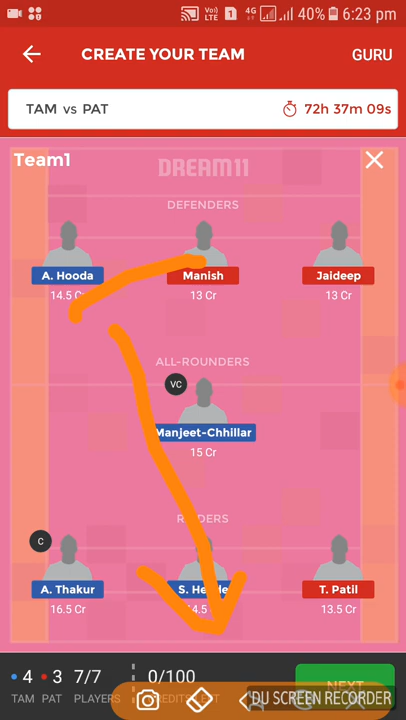 4G 40% 6:23 pm
CREATE YOUR TEAM GURU
TAM vs PAT 72h 37m 09s
Team1
DREAM11
DEFENDERS
A. Hooda Manish Jaideep
14.5 13 Cr 13 Cr
ALL-ROUNDERS
VC
Manjeet-Chhillar
15 Cr
C
A. Thakur T. Patil
16.5 Cr 13.5 Cr
4 3 7/7 0/100 NEXT
TAM PAT PLAYERS
DU SCREEN RECORDER